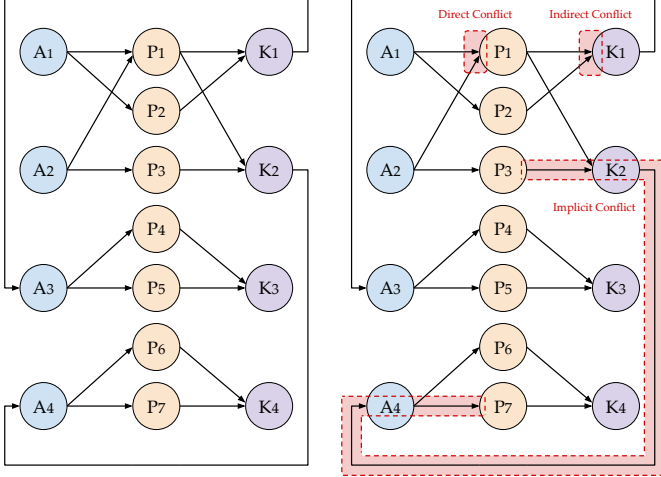 Direct Conflict Indirect Conflict
A1 P1 K1 A1 P1 K1
P2 P2
A2 P3 K2 A2 P3 K2
Implicit Conflict
P4 P4
A3 P5 K3 A3 P5 K3
P6 P6
A4 P7 K4 A4 P7 K4